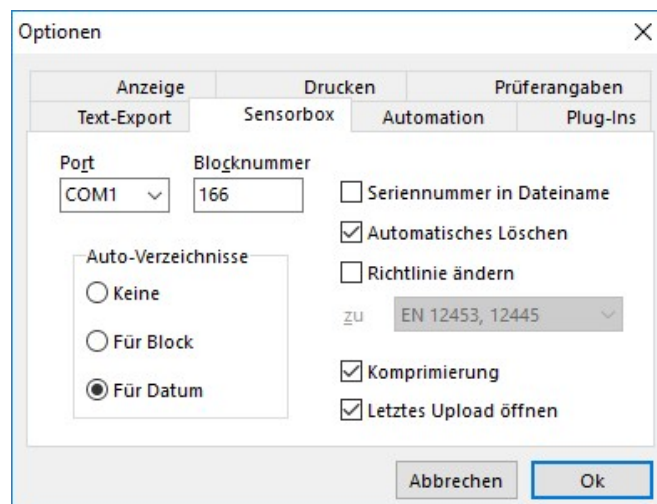 Optionen
Anzeige Drucken Prüferangaben
Text-Export Sensorbox Automation Plug-Ins
Port Blocknummer
COM1 166
Seriennummer in Dateiname
Automatisches Löschen
Auto-Verzeichnisse
Richtlinie ändern
Keine
zu EN 12453, 12445
Für Block
Komprimierung
Für Datum
Letztes Upload öffnen
Abbrechen Ok